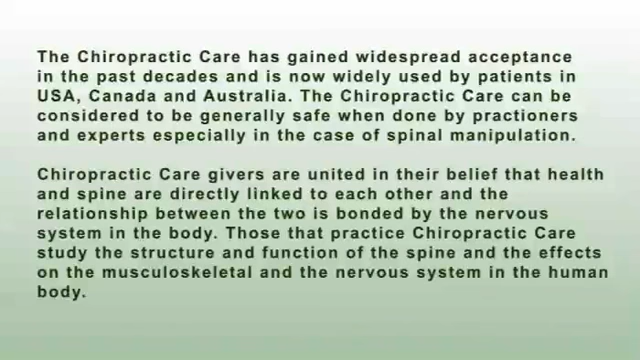 The Chiropractic Care has gained widespread acceptance
in the past decades and is now widely used by patients in
USA, Canada and Australia. The Chiropractic Care can be
considered to be generally safe when done by practioners
and experts especially in the case of spinal manipulation.
Chiropractic Care givers are united in their belief that health
and spine are directly linked to each other and the
relationship between the two is bonded by the nervous
system in the body. Those that practice Chiropractic Care
study the structure and function of the spine and the effects
on the musculoskeletal and the nervous system in the human
body.